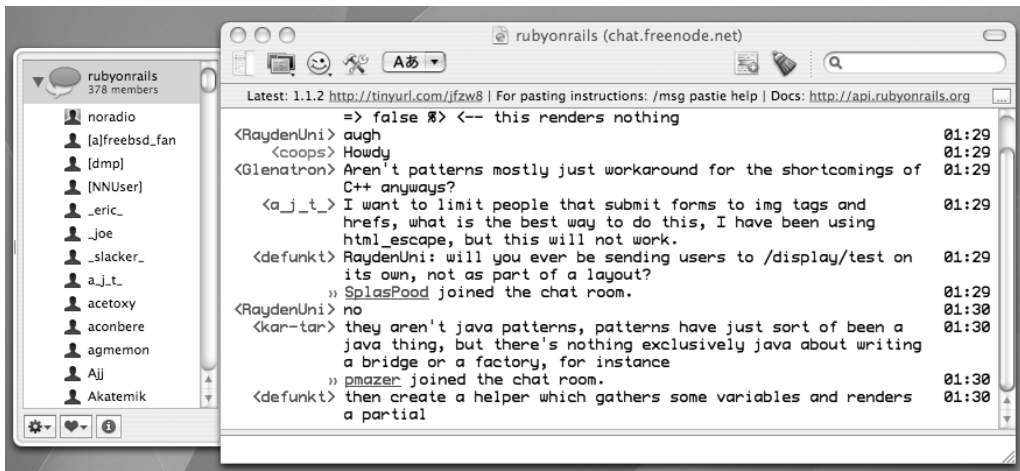 rubyonrails
378 members
noradio
[a]freebsd_fan
[dmp]
[NNUser]
_eric_
_joe
_slacker_
a_j_t_
acetoxy
aconbere
agmemon
Ajj
Akatemik
rubyonrails (chat.freenode.net)
Aあ
Latest: 1.1.2 http://tinyurl.com/jfzw8 | For pasting instructions: /msg pastie help | Docs: http://api.rubyonrails.org ...
=> false %> <-- this renders nothing
<RaydenUni> augh 01:29
<coops> Howdy 01:29
<Glenatron> Aren't patterns mostly just workaround for the shortcomings of 01:29
C++ anyways?
<a_j_t_> I want to limit people that submit forms to img tags and 01:29
hrefs, what is the best way to do this, I have been using
html_escape, but this will not work.
<defunkt> RaydenUni: will you ever be sending users to /display/test on 01:29
its own, not as part of a layout?
» SplasPood joined the chat room. 01:29
<RaydenUni> no 01:30
<kar-tar> they aren't java patterns, patterns have just sort of been a 01:30
java thing, but there's nothing exclusively java about writing
a bridge or a factory, for instance
» pmazer joined the chat room. 01:30
<defunkt> then create a helper which gathers some variables and renders 01:30
a partial